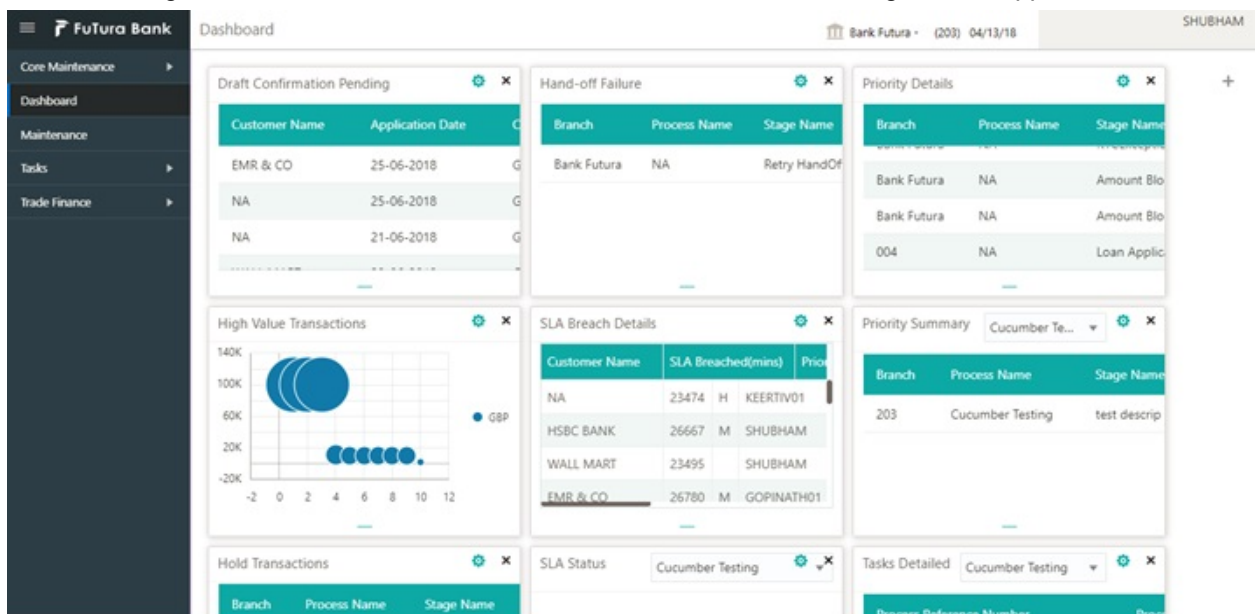 FuTura Bank
Dashboard
Bank Futura - (203) 04/13/18
SHUBHAM
Core Maintenance
Dashboard
Maintenance
Tasks
Trade Finance
Draft Confirmation Pending
Customer Name Application Date C
EMR & CO 25-06-2018 G
NA 25-06-2018 G
NA 21-06-2018 G
Hand-off Failure
Branch Process Name Stage Name
Bank Futura NA Retry HandOf
Priority Details
Branch Process Name Stage Name
Bank Futura NA Amount Blo
Bank Futura NA Amount Blo
004 NA Loan Applic
High Value Transactions
140K
100K
60K
20K
-20K
-2 0 2 4 6 8 10 12
GBP
SLA Breach Details
Customer Name SLA Breached(mins) Prior
NA 23474 H KEERTIV01
HSBC BANK 26667 M SHUBHAM
WALL MART 23495 SHUBHAM
EMR & CO 26780 M GOPINATH01
Priority Summary Cucumber Te...
Branch Process Name Stage Name
203 Cucumber Testing test descrip
Hold Transactions
Branch Process Name Stage Name
SLA Status Cucumber Testing
Tasks Detailed Cucumber Testing
Process Reference Number Proc